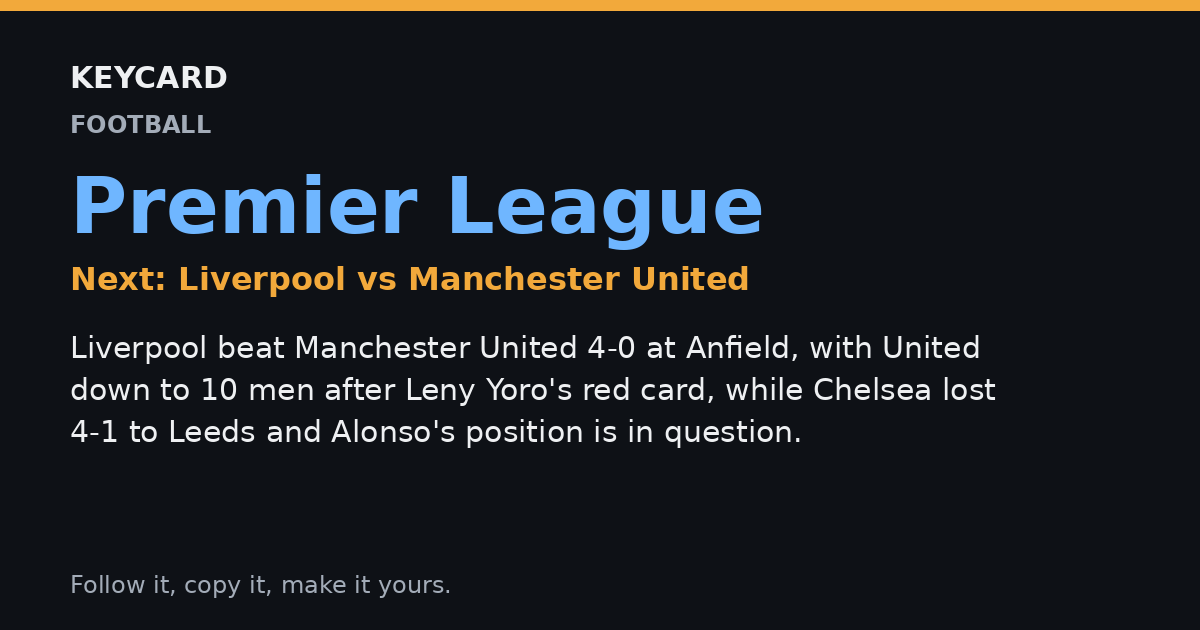 KEYCARD
FOOTBALL
Premier League
Next: Liverpool vs Manchester United
Liverpool beat Manchester United 4-0 at Anfield, with United
down to 10 men after Leny Yoro's red card, while Chelsea lost
4-1 to Leeds and Alonso's position is in question.
Follow it, copy it, make it yours.